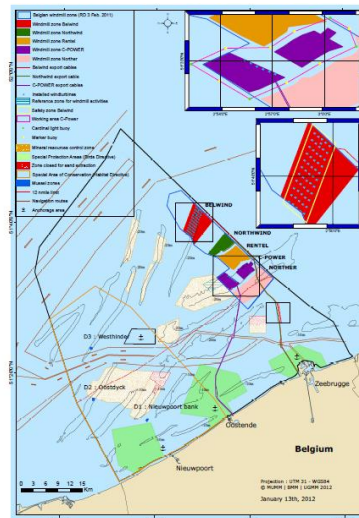 Belgian windmill zone (RD 3 Feb. 2011)
Windmill zone Belwind
Windmill zone Northwind
Windmill zone Rentel
Windmill zone C-POWER
Windmill zone Norther
Belwind export cables
Northwind export cable
C-POWER export cables
Installed windturbines
Reference zone for windmill activities
Safety zone Belwind
Working area C-Power
Cardinal light buoy
Marker buoy
Mineral resources control zone
Special Protection Areas (Birds Directive)
Zone closed for sand extraction
Special Area of Conservation (Habitat Directive)
Mussel zones
12 nmile limit
Navigation routes
Anchorage area
BELWIND
NORTHWIND
RENTEL
C-POWER
NORTHER
D3 : Westhinder
D2 : Oostdyck
D1 : Nieuwpoort bank
Zeebrugge
Oostende
Nieuwpoort
Belgium
0 3 6 9 12 15
Km
Projection : UTM 31 - WGS84
© MUMM | BMM | UGMM 2012
January 13th, 2012